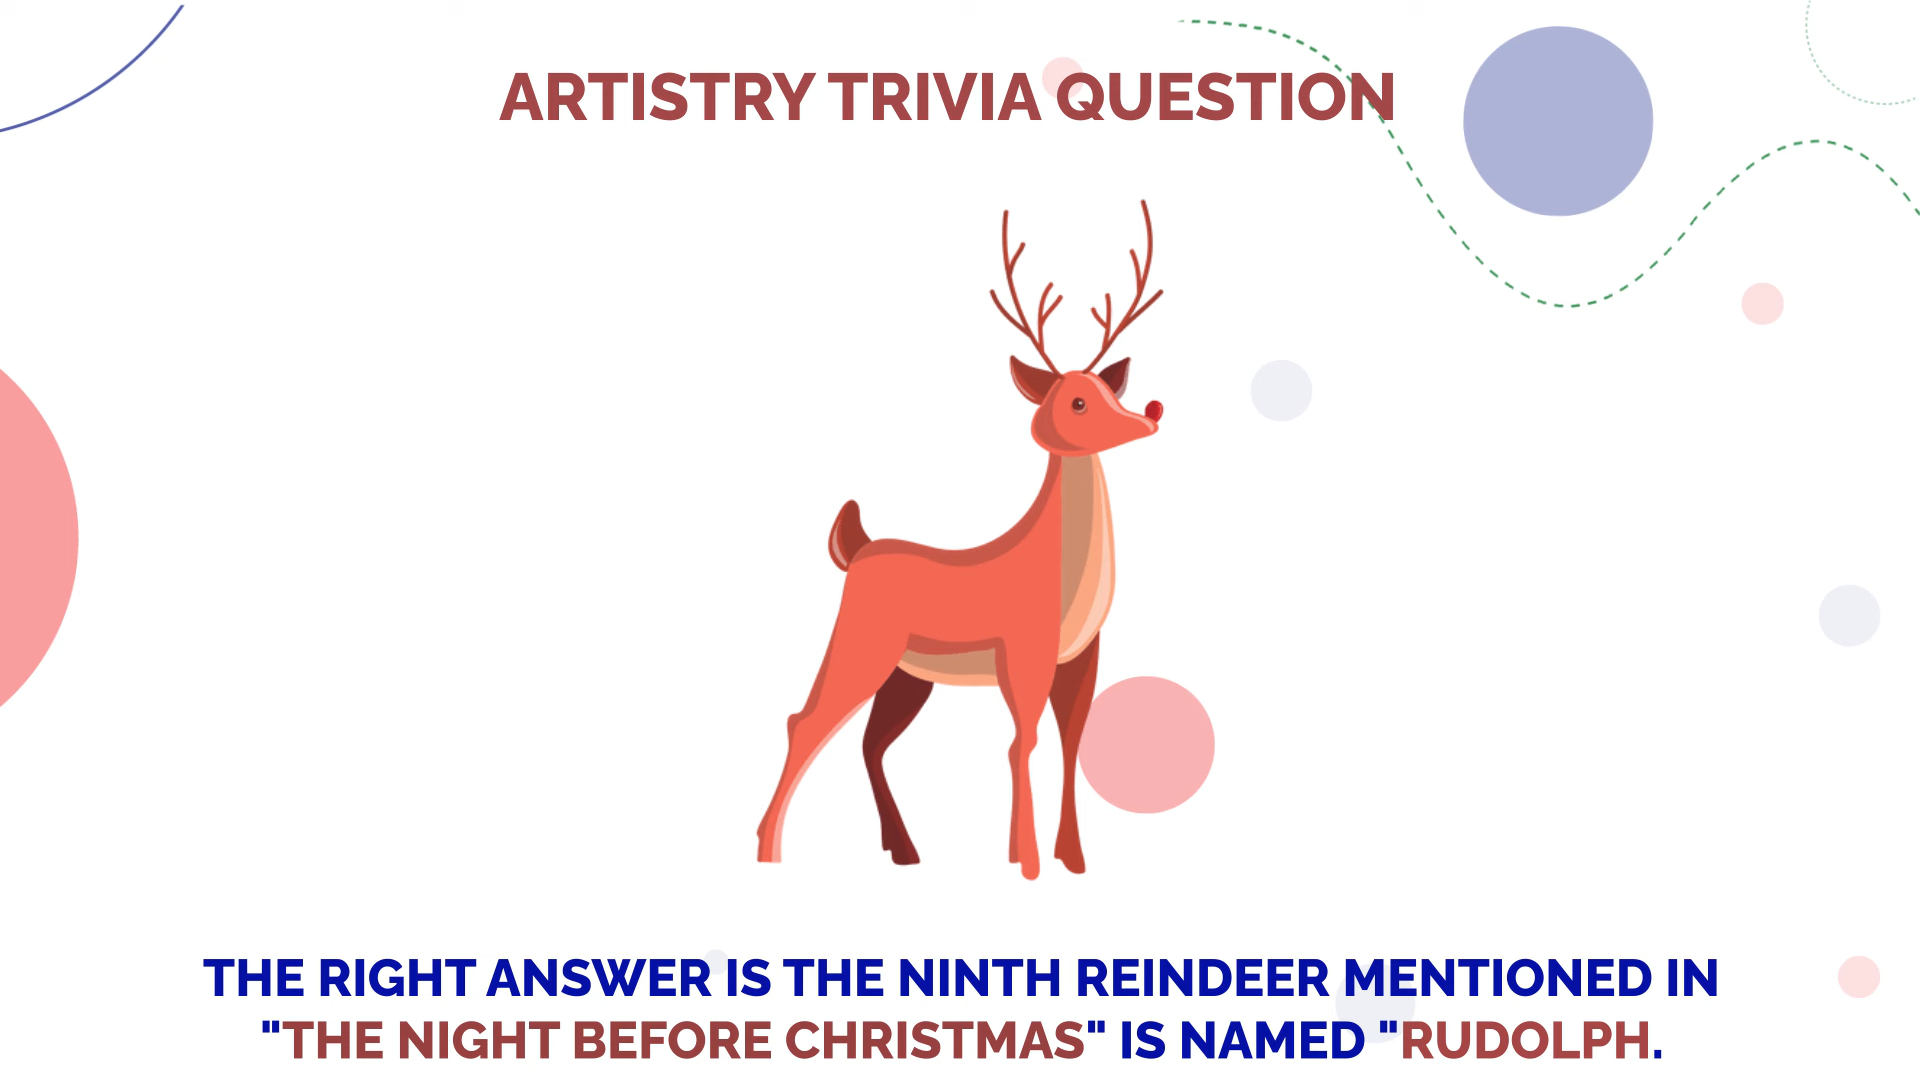 ARTISTRY TRIVIA QUESTION
THE RIGHT ANSWER IS THE NINTH REINDEER MENTIONED IN
"THE NIGHT BEFORE CHRISTMAS" IS NAMED "RUDOLPH.